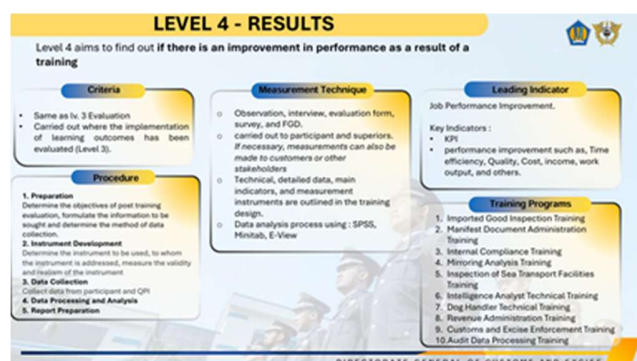 LEVEL 4 - RESULTS
Level 4 aims to find out if there is an improvement in performance as a result of a
training
Criteria
• Same as lv. 3 Evaluation
• Carried out where the implementation
of learning outcomes has been
evaluated (Level 3).
Procedure
1. Preparation
Determine the objectives of post training
evaluation, formulate the information to be
sought and determine the method of data
collection.
2. Instrument Development
Determine the instrument to be used, to whom
the instrument is addressed, measure the validity
and realism of the instrument
3. Data Collection
Collect data from participant and QPI
4. Data Processing and Analysis
5. Report Preparation
Measurement Technique
o Observation, interview, evaluation form,
survey, and FGD.
o carried out to participant and superiors.
If necessary, measurements can also be
made to customers or other
stakeholders
o Technical, detailed data, main
indicators, and measurement
instruments are outlined in the training
design.
o Data analysis process using : SPSS,
Minitab, E-View
Leading Indicator
Job Performance Improvement.
Key Indicators :
• KPI
• performance improvement such as, Time
efficiency, Quality, Cost, income, work
output, and others.
Training Programs
1. Imported Good Inspection Training
2. Manifest Document Administration
Training
3. Internal Compliance Training
4. Mirroring Analysis Training
5. Inspection of Sea Transport Facilities
Training
6. Intelligence Analyst Technical Training
7. Dog Handler Technical Training
8. Revenue Administration Training
9. Customs and Excise Enforcement Training
10. Audit Data Processing Training
DIRECTORATE GENERAL OF CUSTOMS AND EXCISE